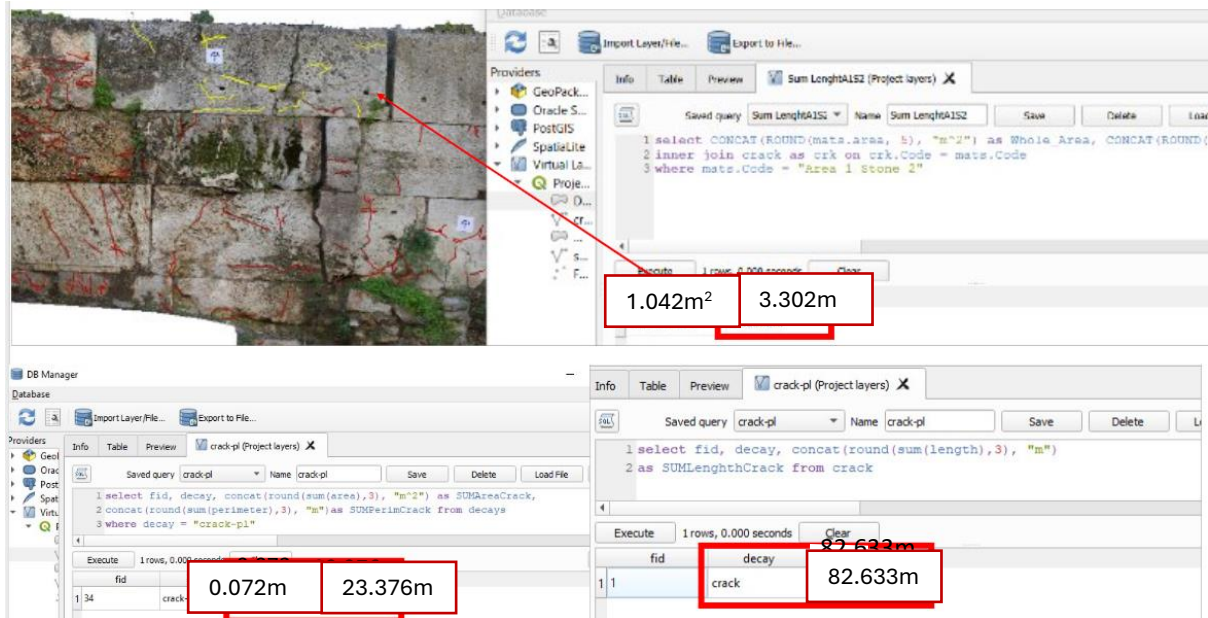 Database
Import Layer/File...
Export to File...
Providers
GeoPack...
Oracle S...
PostGIS
SpatiaLite
Virtual La...
Proje...
D...
cr...
...
s...
F...
Info Table Preview Sum LenghtA1S2 (Project layers) X
Saved query Sum LenghtA1S2 Name Sum LenghtA1S2 Save Delete Load
1 select CONCAT(ROUND(mats.area, 5), "m^2") as Whole_Area, CONCAT(ROUND(
2 inner join crack as crk on crk.Code = mats.Code
3 where mats.Code = "Area 1 Stone 2"
Execute 1 rows, 0.000 seconds Clear
1.042m² 3.302m
DB Manager
Database
Import Layer/File...
Export to File...
Providers
Geol
Orac
Post
Spat
Virtu
Info Table Preview crack-pl (Project layers) X
Saved query crack-pl Name crack-pl Save Delete Load File
1 select fid, decay, concat(round(sum(area),3), "m^2") as SUMAreaCrack,
2 concat(round(sum(perimeter),3), "m")as SUMPerimCrack from decays
3 where decay = "crack-pl"
Execute 1 rows, 0.000 seconds
fid
1 34 crack-
0.072m 23.376m
Info Table Preview crack-pl (Project layers) X
Saved query crack-pl Name crack-pl Save Delete
1 select fid, decay, concat(round(sum(length),3), "m")
2 as SUMLenghthCrack from crack
Execute 1 rows, 0.000 seconds Clear
fid decay
82.633m
1 1 crack 82.633m